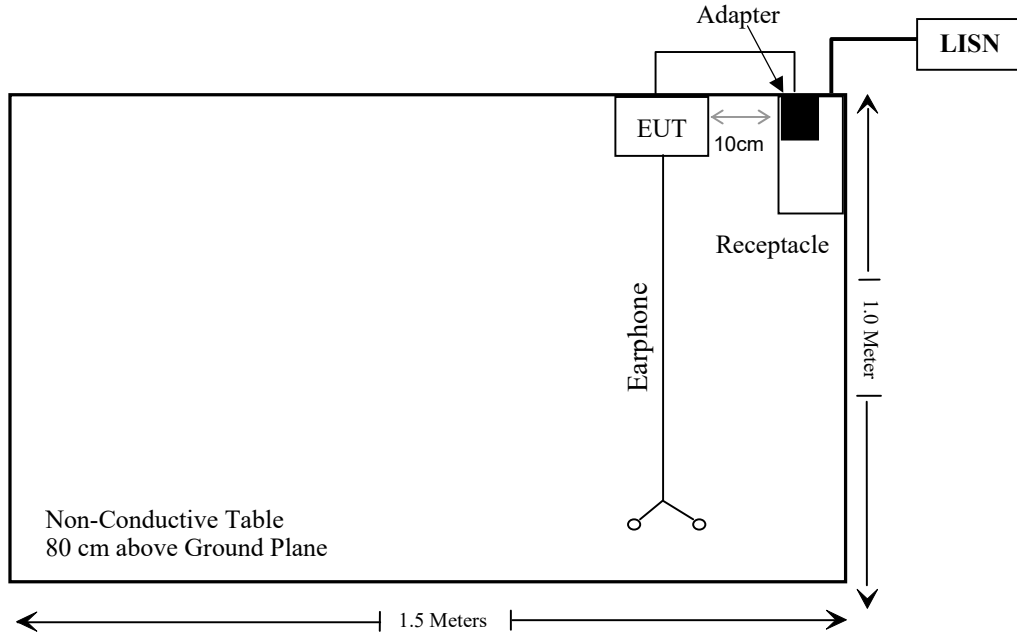 Adapter
LISN
EUT
10cm
Receptacle
Earphone
1.0 Meter
Non-Conductive Table
80 cm above Ground Plane
1.5 Meters